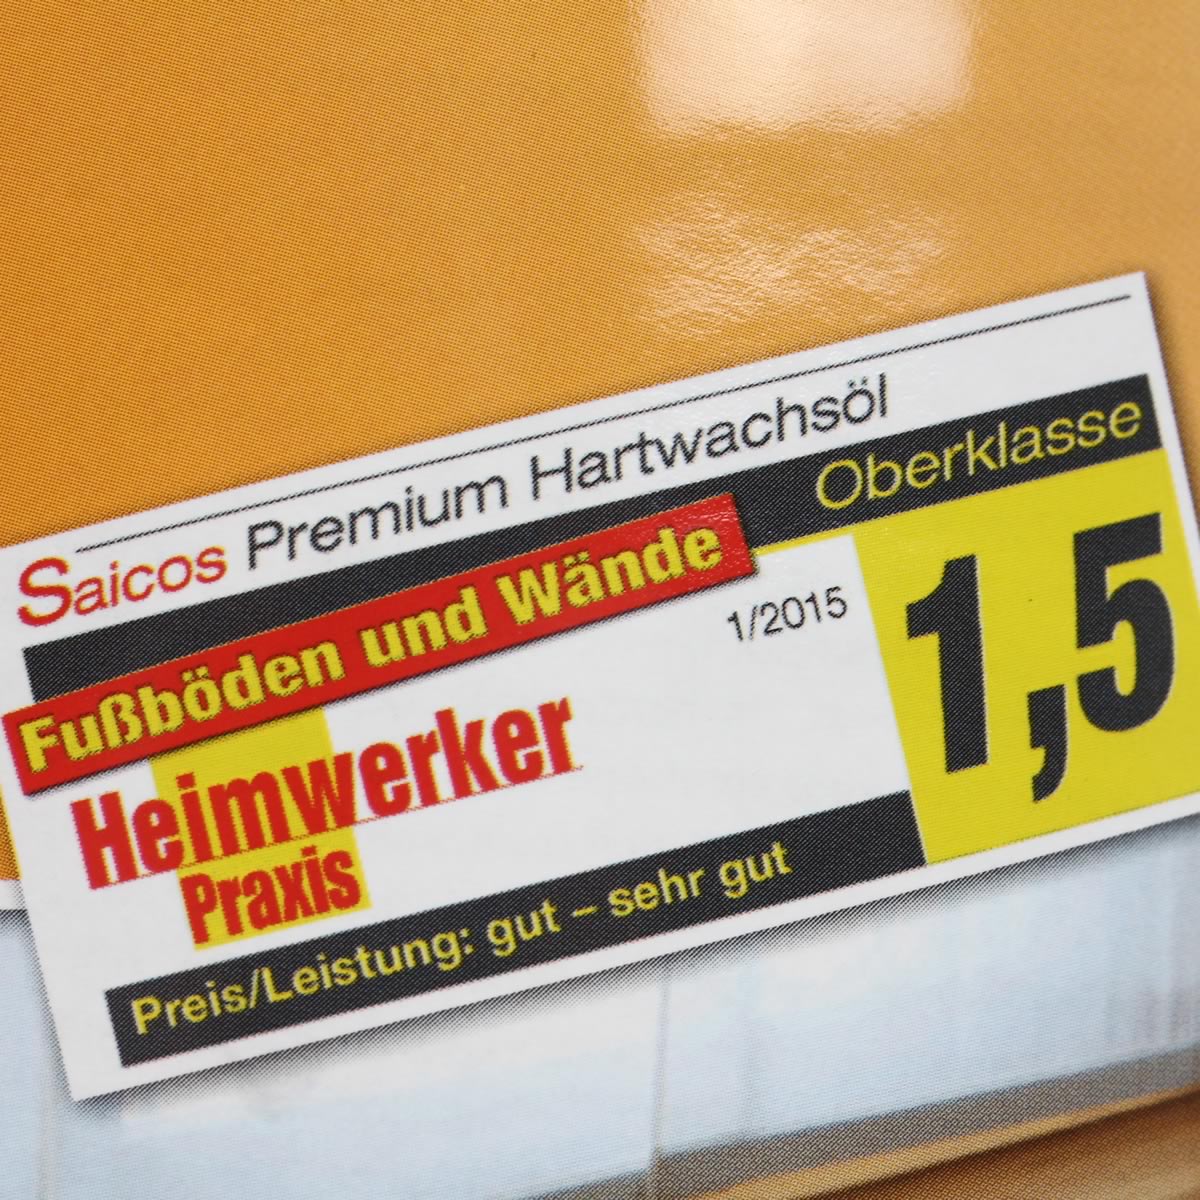 Saicos Premium Hartwachsöl
Oberklasse
Fußböden und Wände
1/2015
1,5
Heimwerker
Praxis
Preis/Leistung: gut – sehr gut